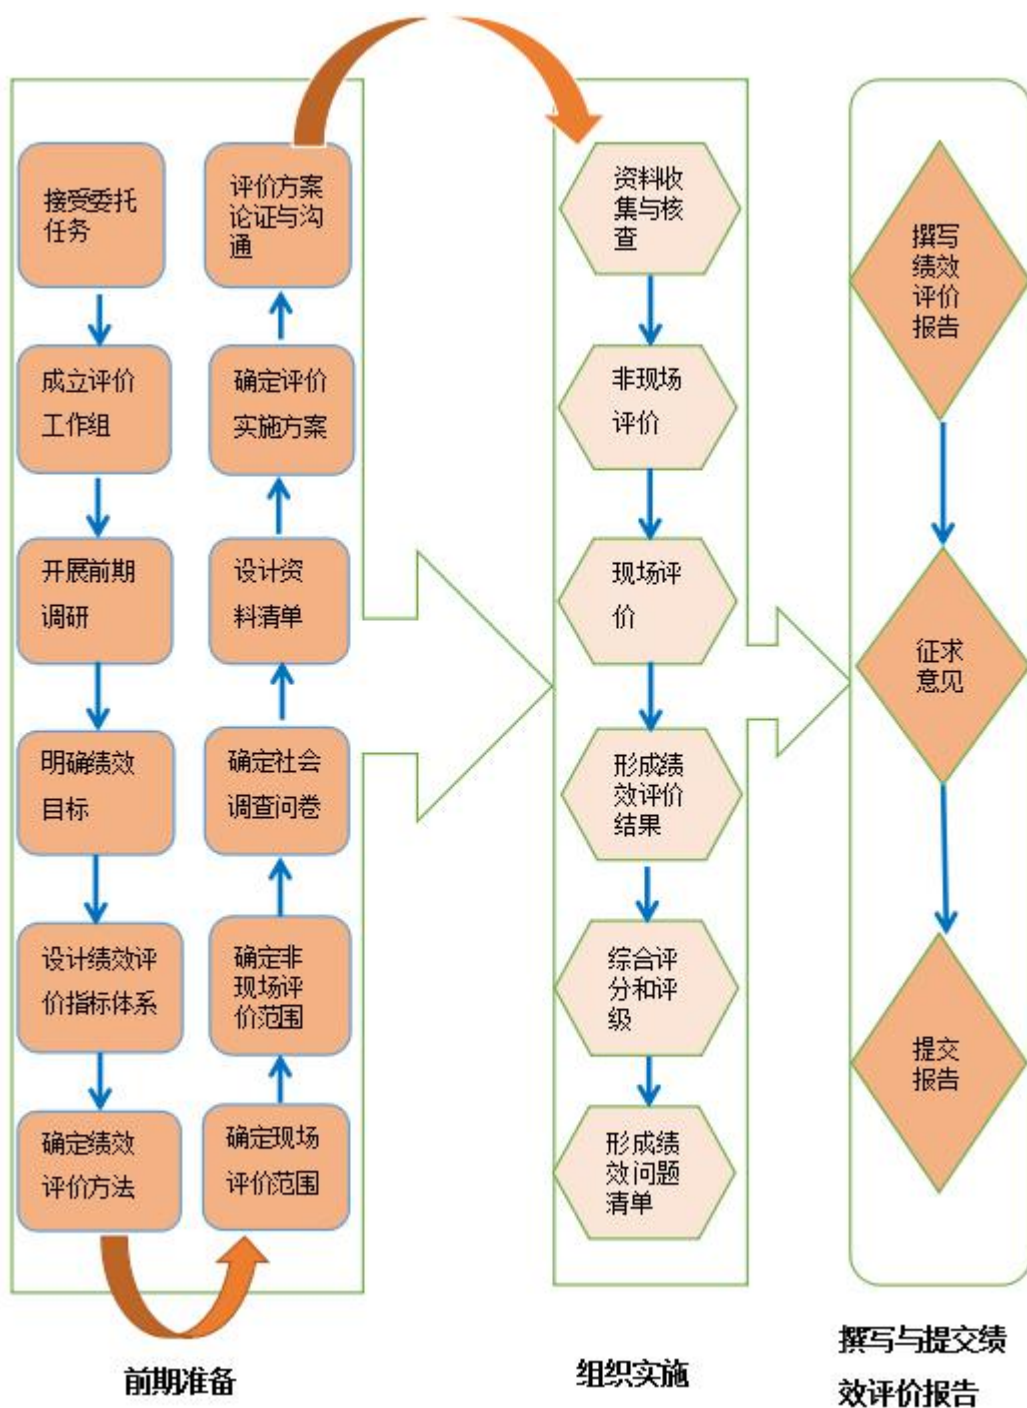 接受委托
任务
成立评价
工作组
开展前期
调研
明确绩效
目标
设计绩效评
价指标体系
确定绩效
评价方法
确定现场
评价范围
确定非
现场评
价范围
确定社会
调查问卷
设计资
料清单
确定评价
实施方案
评价方案
论证与沟
通
前期准备
资料收
集与核
查
非现场
评价
现场评
价
形成绩
效评价
结果
综合评
分和评
级
形成绩
效问题
清单
组织实施
撰写
绩效
评价
报告
征求
意见
提交
报告
撰写与提交绩
效评价报告